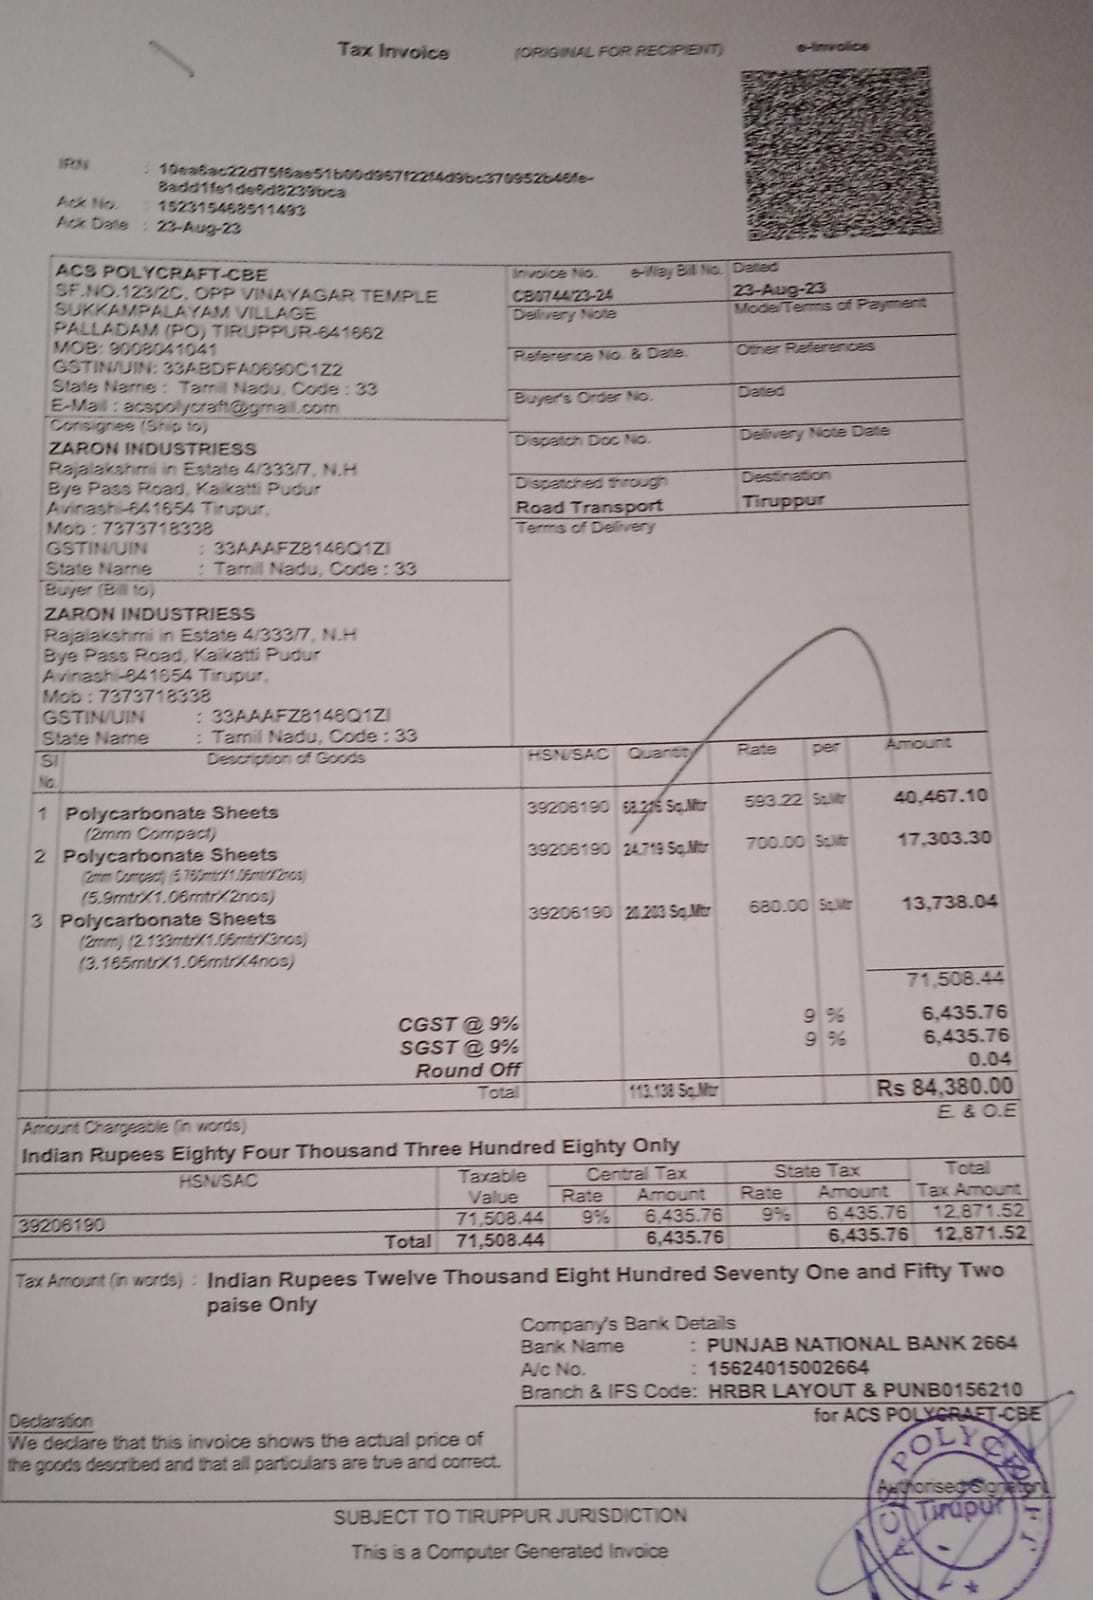 Tax Invoice (ORIGINAL FOR RECIPIENT) e-Invoice
IRN : 10ea6ac22d75f6ae51b00d967f22f4d9bc370952b46fe-
8add1fe1de6d8239bca
Ack No. : 152315468511493
Ack Date : 23-Aug-23
ACS POLYCRAFT-CBE
SF.NO.123/2C, OPP VINAYAGAR TEMPLE
SUKKAMPALAYAM VILLAGE
PALLADAM (PO) TIRUPPUR-641662
MOB: 9008041041
GSTIN/UIN: 33ABDFA0690C1Z2
State Name : Tamil Nadu, Code : 33
E-Mail : acspolycraft@gmail.com
Invoice No. e-Way Bill No. Dated
CB0744/23-24 23-Aug-23
Delivery Note Mode/Terms of Payment
Reference No. & Date. Other References
Buyer's Order No. Dated
Dispatch Doc No. Delivery Note Date
Dispatched through Destination
Road Transport Tiruppur
Terms of Delivery
Consignee (Ship to)
ZARON INDUSTRIESS
Rajalakshmi in Estate 4/333/7, N.H
Bye Pass Road, Kaikatti Pudur
Avinashi-641654 Tirupur,
Mob : 7373718338
GSTIN/UIN : 33AAAFZ8146Q1ZI
State Name : Tamil Nadu, Code : 33
Buyer (Bill to)
ZARON INDUSTRIESS
Rajalakshmi in Estate 4/333/7, N.H
Bye Pass Road, Kaikatti Pudur
Avinashi-641654 Tirupur,
Mob : 7373718338
GSTIN/UIN : 33AAAFZ8146Q1ZI
State Name : Tamil Nadu, Code : 33
Sl No. Description of Goods HSN/SAC Quantity Rate per Amount
1 Polycarbonate Sheets 39206190 68.216 Sq.Mtr 593.22 Sq.Mtr 40,467.10
(2mm Compact)
2 Polycarbonate Sheets 39206190 24.719 Sq.Mtr 700.00 Sq.Mtr 17,303.30
(2mm Compact) (5.760mtrX1.06mtrX2nos)
(5.9mtrX1.06mtrX2nos)
3 Polycarbonate Sheets 39206190 20.203 Sq.Mtr 680.00 Sq.Mtr 13,738.04
(2mm) (2.133mtrX1.06mtrX3nos)
(3.165mtrX1.06mtrX4nos)
71,508.44
CGST @ 9% 9 % 6,435.76
SGST @ 9% 9 % 6,435.76
Round Off 0.04
Total 113.138 Sq.Mtr Rs 84,380.00
E. & O.E
Amount Chargeable (in words)
Indian Rupees Eighty Four Thousand Three Hundred Eighty Only
HSN/SAC Taxable Value Central Tax State Tax Total Tax Amount
Rate Amount Rate Amount
39206190 71,508.44 9% 6,435.76 9% 6,435.76 12,871.52
Total 71,508.44 6,435.76 6,435.76 12,871.52
Tax Amount (in words) : Indian Rupees Twelve Thousand Eight Hundred Seventy One and Fifty Two
paise Only
Company's Bank Details
Bank Name : PUNJAB NATIONAL BANK 2664
A/c No. : 15624015002664
Branch & IFS Code: HRBR LAYOUT & PUNB0156210
for ACS POLYCRAFT-CBE
Declaration
We declare that this invoice shows the actual price of
the goods described and that all particulars are true and correct.
Authorised Signatory
ACS POLYCRAFT
Tirupur
SUBJECT TO TIRUPPUR JURISDICTION
This is a Computer Generated Invoice